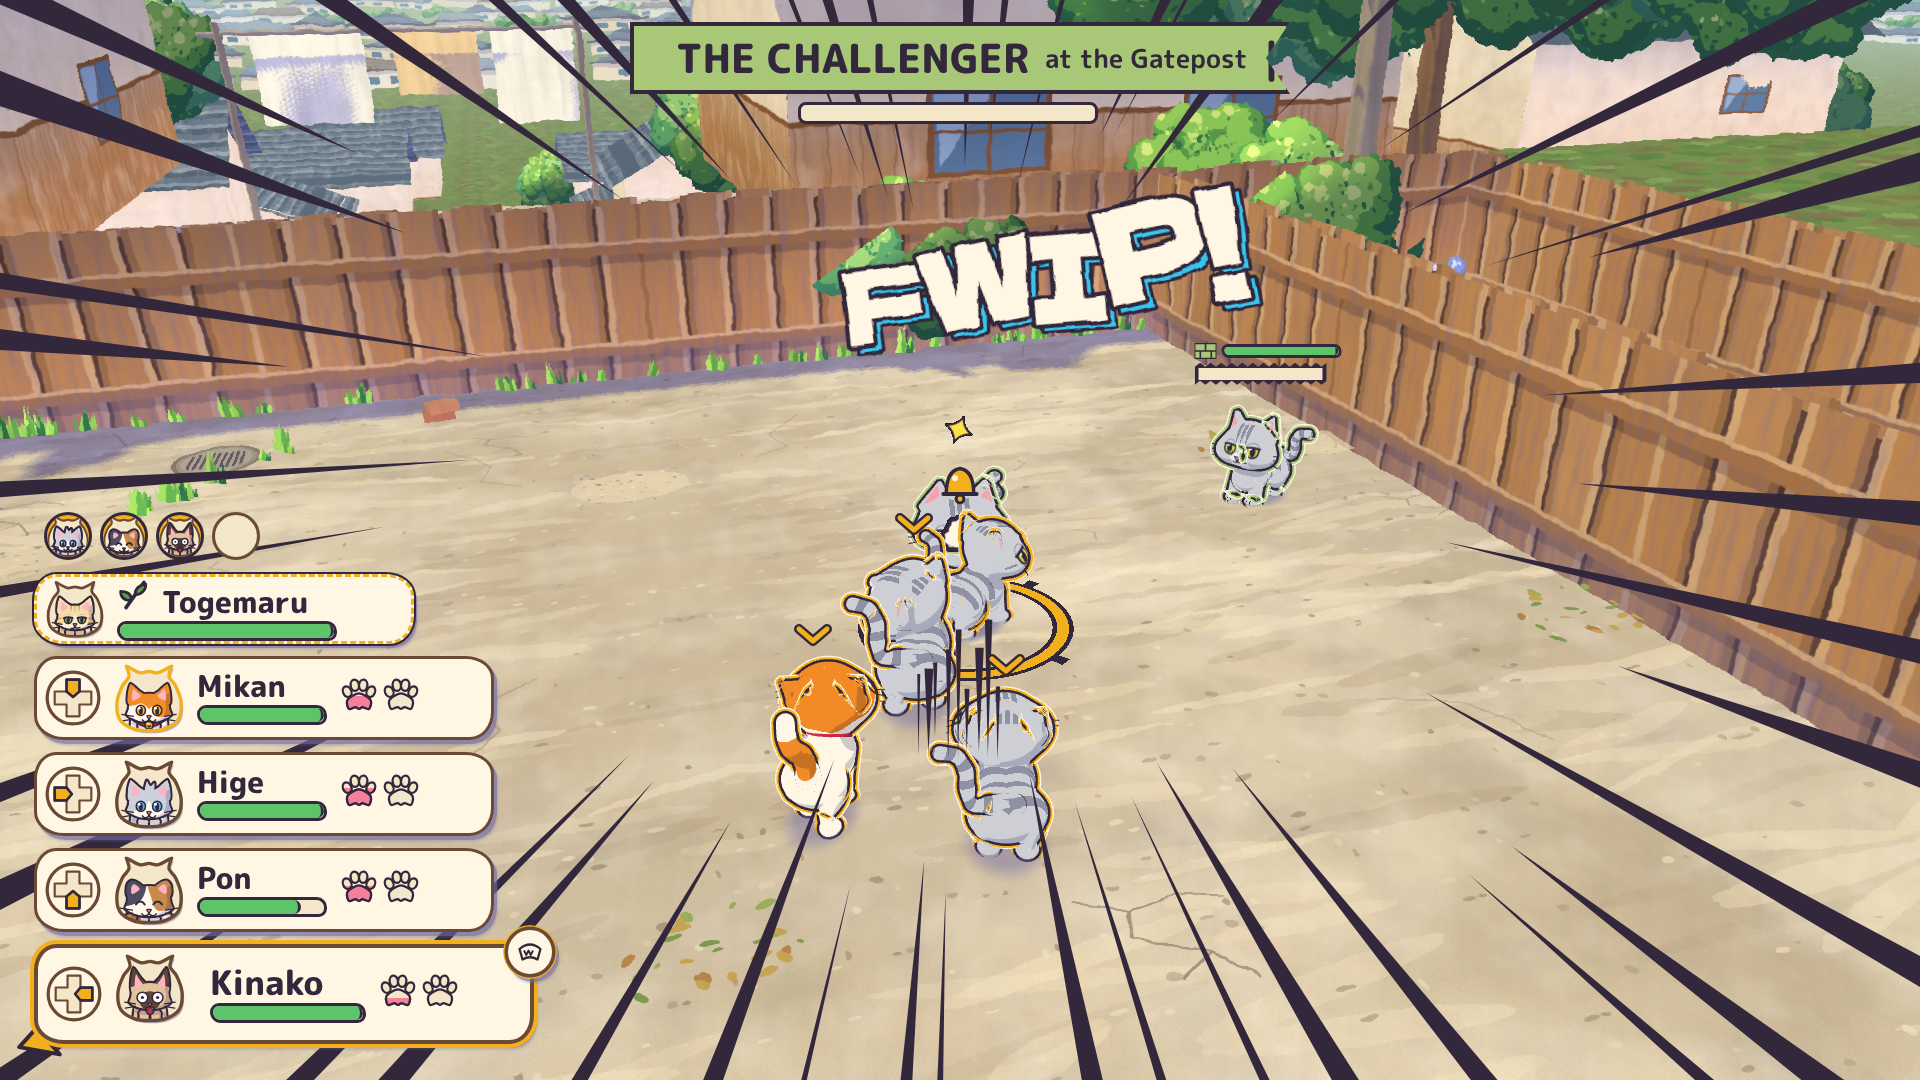 THE CHALLENGER at the Gatepost
FWIP!
Togemaru
Mikan
Hige
Pon
Kinako